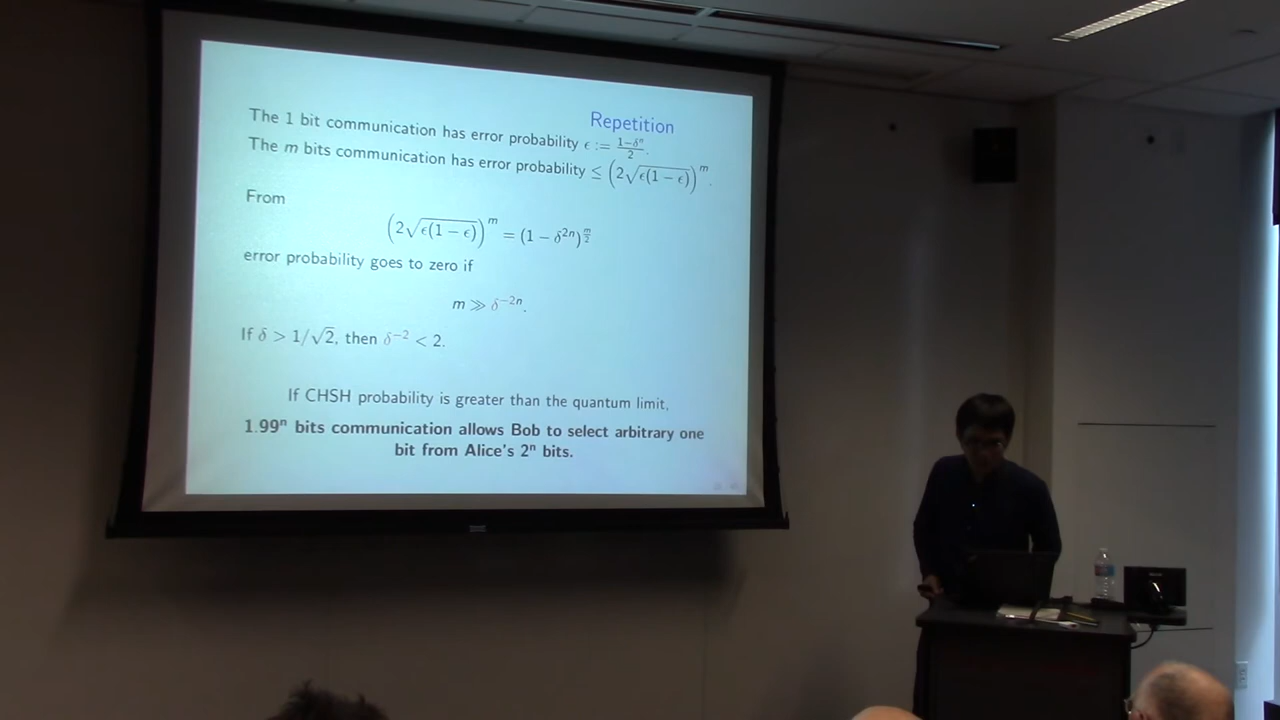 Repetition
The 1 bit communication has error probability ϵ := (1−δⁿ)/2.
The m bits communication has error probability ≤ (2√(ϵ(1 − ϵ)))^m.
From
(2√(ϵ(1 − ϵ)))^m = (1 − δ^{2n})^{m/2}
error probability goes to zero if
m ≫ δ^{−2n}.
If δ > 1/√2, then δ^{−2} < 2.
If CHSH probability is greater than the quantum limit,
1.99ⁿ bits communication allows Bob to select arbitrary one
bit from Alice's 2ⁿ bits.